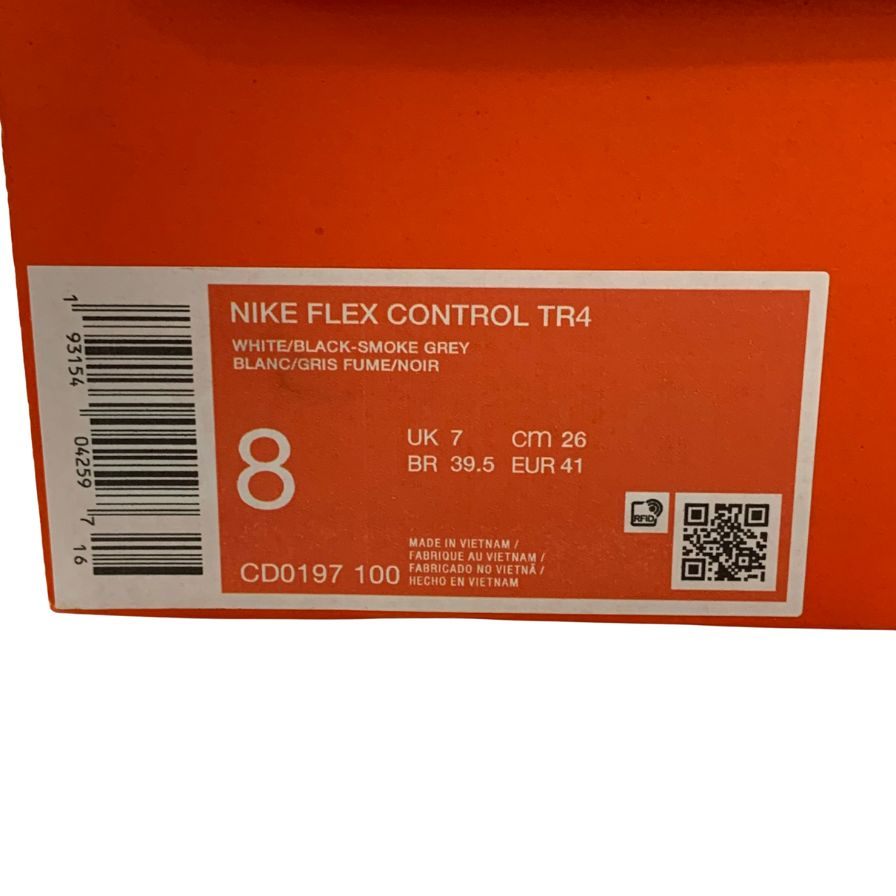 NIKE FLEX CONTROL TR4
WHITE/BLACK-SMOKE GREY
BLANC/GRIS FUME/NOIR
8
UK 7 cm 26
BR 39.5 EUR 41
RFID
CD0197 100
MADE IN VIETNAM /
FABRIQUE AU VIETNAM /
FABRICADO NO VIETNÃ /
HECHO EN VIETNAM
1 93154 04259 7 16